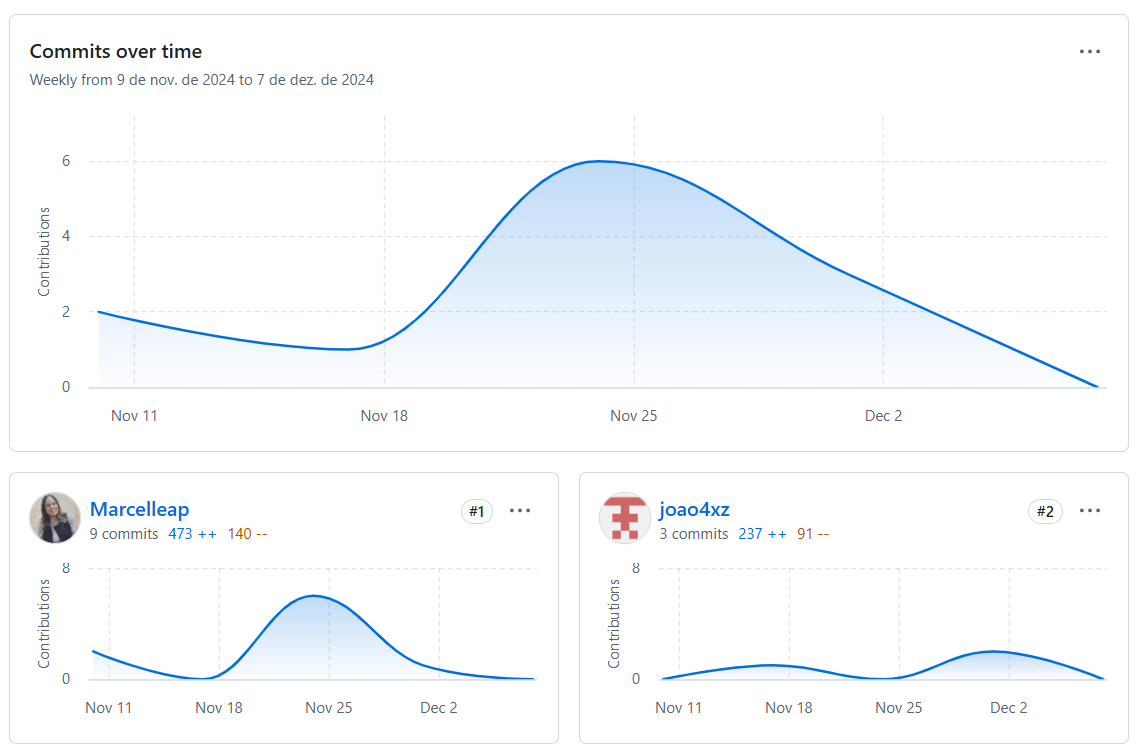 Commits over time
Weekly from 9 de nov. de 2024 to 7 de dez. de 2024
Contributions
6
4
2
0
Nov 11 Nov 18 Nov 25 Dec 2
Marcelleap
#1
9 commits 473 ++ 140 --
Contributions
8
0
Nov 11 Nov 18 Nov 25 Dec 2
joao4xz
#2
3 commits 237 ++ 91 --
Contributions
8
0
Nov 11 Nov 18 Nov 25 Dec 2